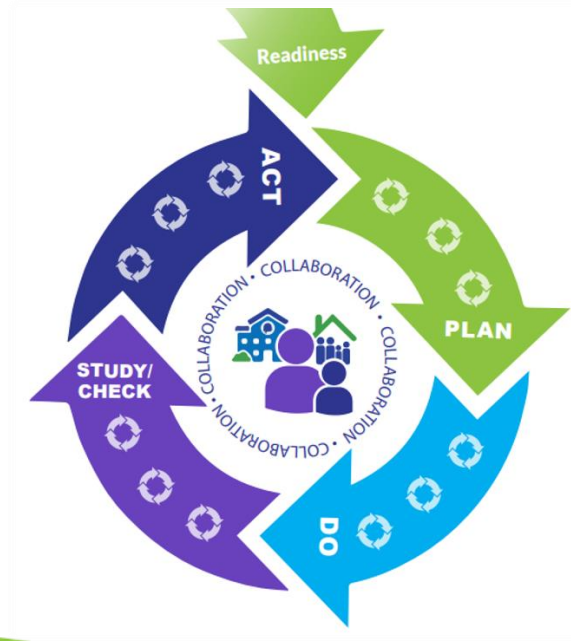 Readiness
ACT
PLAN
DO
STUDY/
CHECK
COLLABORATION • COLLABORATION • COLLABORATION • COLLABORATION •